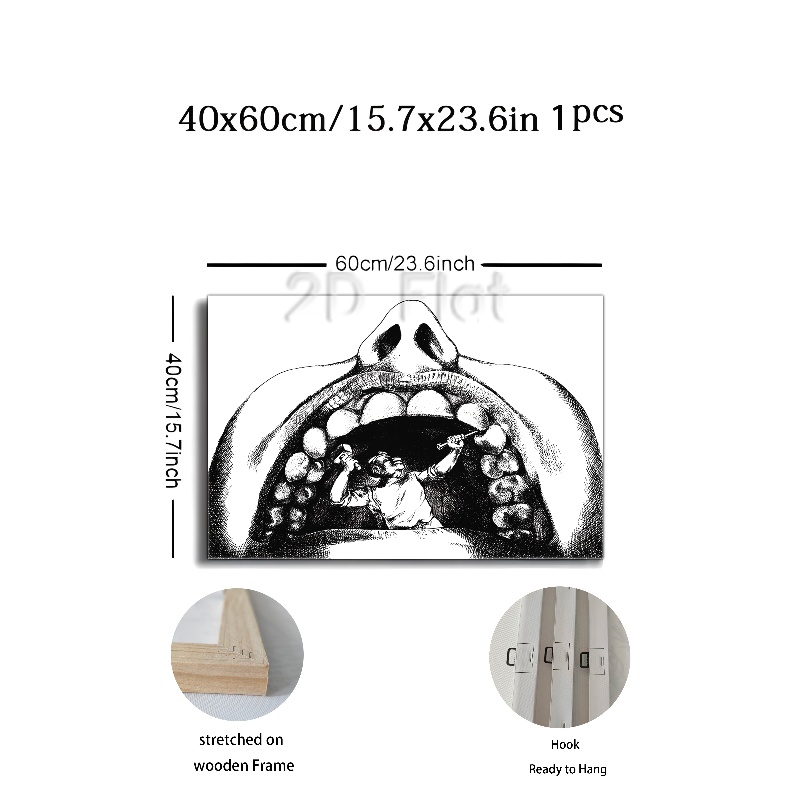 40x60cm/15.7x23.6in 1pcs
60cm/23.6inch
2D Flat
40cm/15.7inch
stretched on
wooden Frame
Hook
Ready to Hang